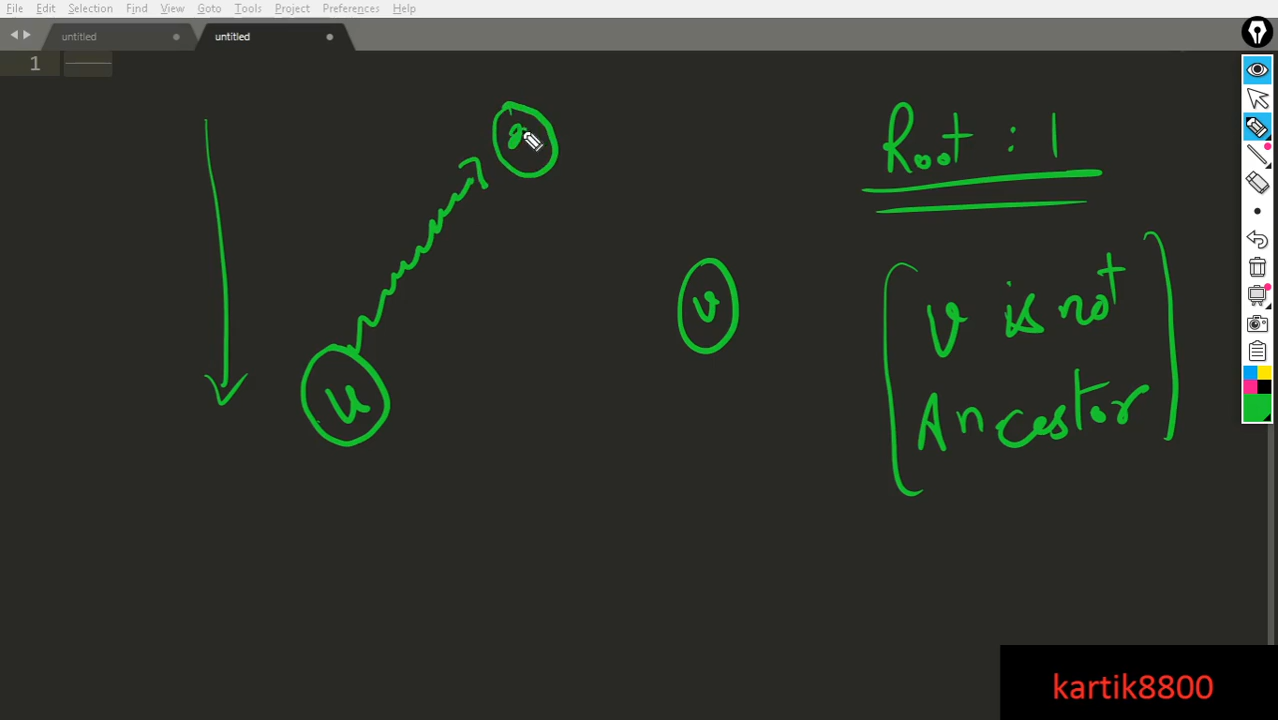 File Edit Selection Find View Goto Tools Project Preferences Help
untitled untitled
1
Root : 1
v
v is not
u
Ancestor
kartik8800